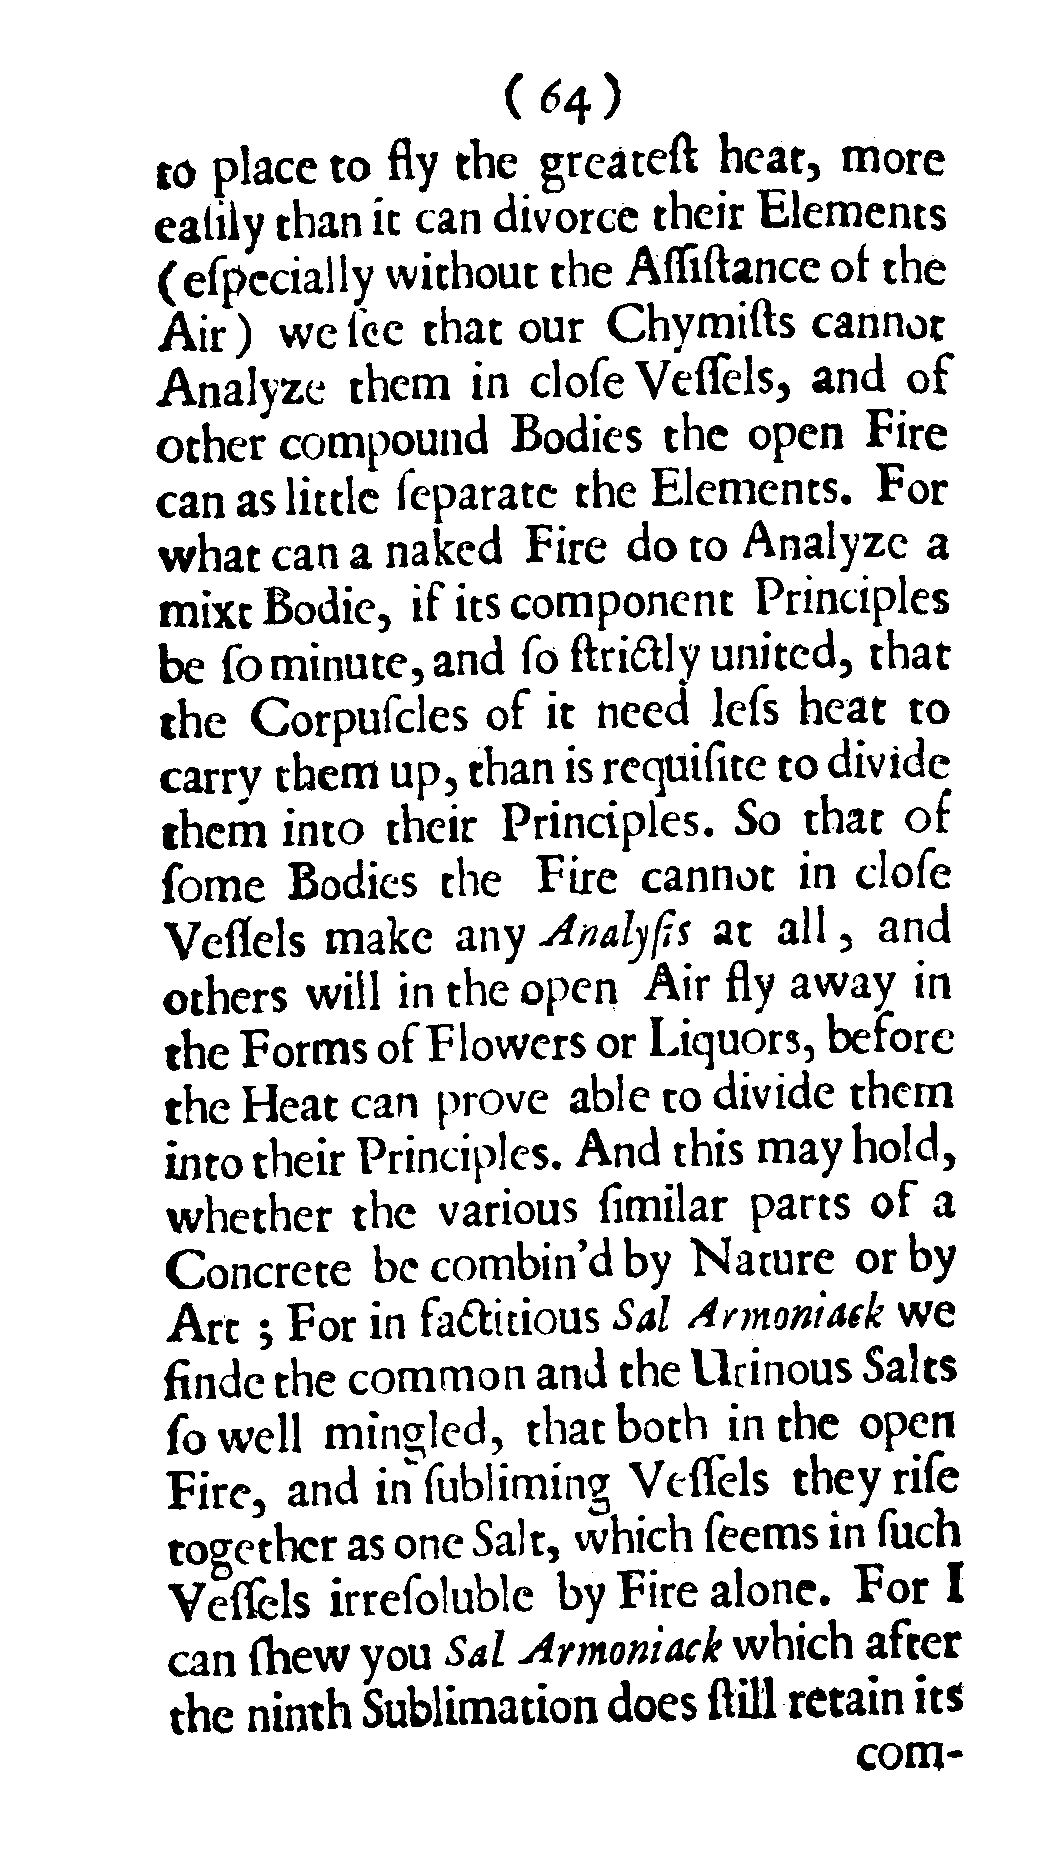 ( 64 )
to place to fly the greateſt heat, more
eaſily than it can divorce their Elements
(eſpecially without the Aſſiſtance of the
Air) we ſee that our Chymiſts cannot
Analyze them in cloſe Veſſels, and of
other compound Bodies the open Fire
can as little ſeparate the Elements. For
what can a naked Fire do to Analyze a
mixt Bodie, if its component Principles
be ſo minute, and ſo ſtrictly united, that
the Corpuſcles of it need leſs heat to
carry them up, than is requiſite to divide
them into their Principles. So that of
ſome Bodies the Fire cannot in cloſe
Veſſels make any Analyſis at all, and
others will in the open Air fly away in
the Forms of Flowers or Liquors, before
the Heat can prove able to divide them
into their Principles. And this may hold,
whether the various ſimilar parts of a
Concrete be combin'd by Nature or by
Art ; For in factitious Sal Armoniack we
finde the common and the Urinous Salts
ſo well mingled, that both in the open
Fire, and in ſubliming Veſſels they riſe
together as one Salt, which ſeems in ſuch
Veſſels irreſoluble by Fire alone. For I
can ſhew you Sal Armoniack which after
the ninth Sublimation does ſtill retain its
com-